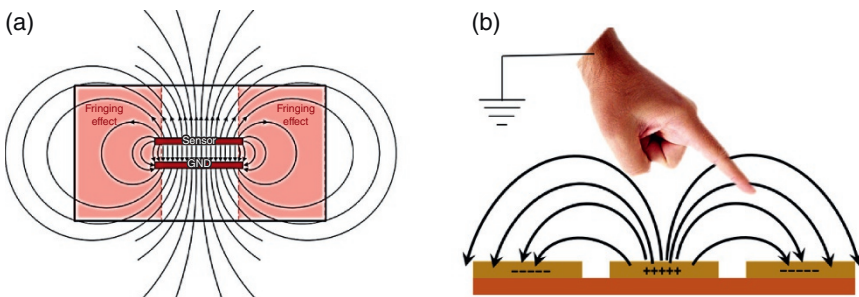 (a)
Fringing
effect
Fringing
effect
Sensor
GND
(b)
-----
+++++
-----